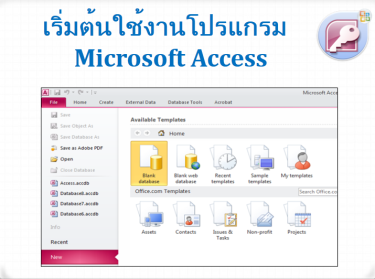 เริ่มต้นใช้งานโปรแกรม
Microsoft Access
Microsoft Acce
File Home Create External Data Database Tools Acrobat
Save
Save Object As
Save Database As
Save as Adobe PDF
Open
Close Database
Access.accdb
Database8.accdb
Database7.accdb
Database6.accdb
Info
Recent
New
Available Templates
Home
Blank database
Blank web database
Recent templates
Sample templates
My templates
Office.com Templates
Search Office.co
Assets
Contacts
Issues & Tasks
Non-profit
Projects